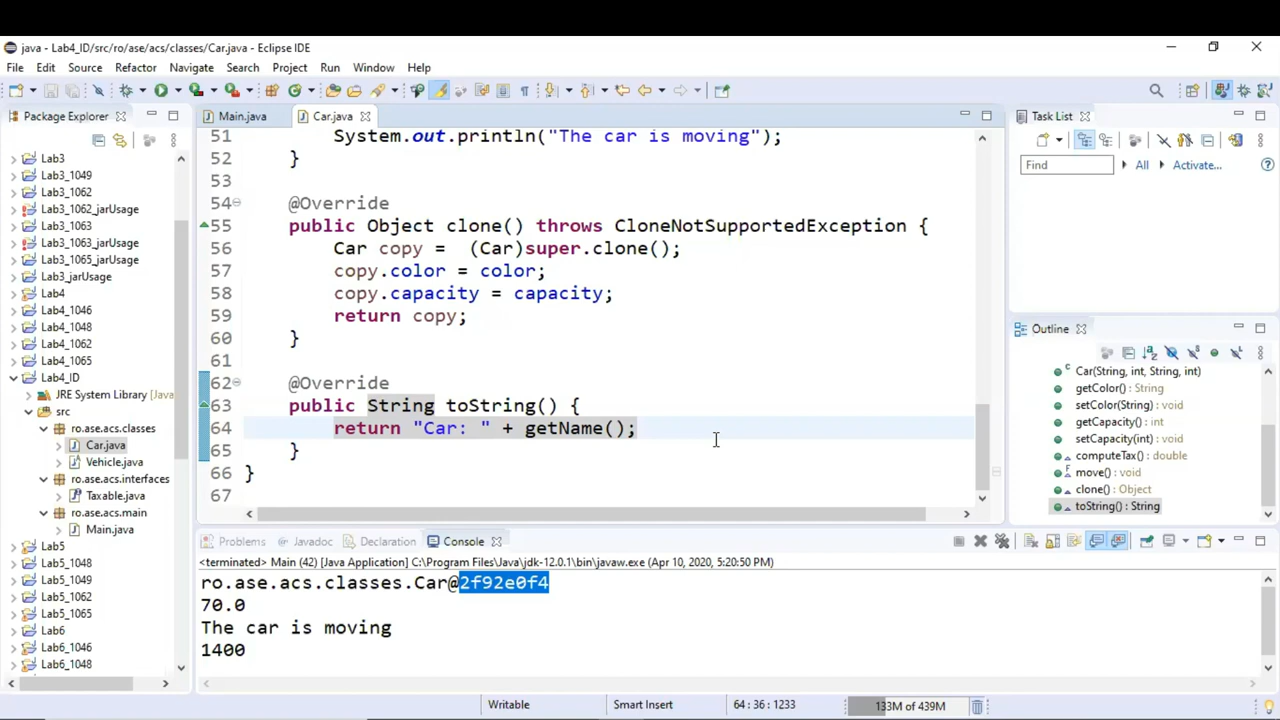 java - Lab4_ID/src/ro/ase/acs/classes/Car.java - Eclipse IDE
File Edit Source Refactor Navigate Search Project Run Window Help
Package Explorer
Lab3
Lab3_1049
Lab3_1062
Lab3_1062_jarUsage
Lab3_1063
Lab3_1063_jarUsage
Lab3_1065_jarUsage
Lab3_jarUsage
Lab4
Lab4_1046
Lab4_1048
Lab4_1062
Lab4_1065
Lab4_ID
JRE System Library [Java
src
ro.ase.acs.classes
Car.java
Vehicle.java
ro.ase.acs.interfaces
Taxable.java
ro.ase.acs.main
Main.java
Lab5
Lab5_1048
Lab5_1049
Lab5_1062
Lab5_1065
Lab6
Lab6_1046
Lab6_1048
Main.java Car.java
51 System.out.println("The car is moving");
52 }
53
54 @Override
55 public Object clone() throws CloneNotSupportedException {
56 Car copy = (Car)super.clone();
57 copy.color = color;
58 copy.capacity = capacity;
59 return copy;
60 }
61
62 @Override
63 public String toString() {
64 return "Car: " + getName();
65 }
66 }
67
Task List
Find All Activate...
Outline
Car(String, int, String, int)
getColor() : String
setColor(String) : void
getCapacity() : int
setCapacity(int) : void
computeTax() : double
move() : void
clone() : Object
toString() : String
Problems Javadoc Declaration Console
<terminated> Main (42) [Java Application] C:\Program Files\Java\jdk-12.0.1\bin\javaw.exe (Apr 10, 2020, 5:20:50 PM)
ro.ase.acs.classes.Car@2f92e0f4
70.0
The car is moving
1400
Writable Smart Insert 64 : 36 : 1233 133M of 439M